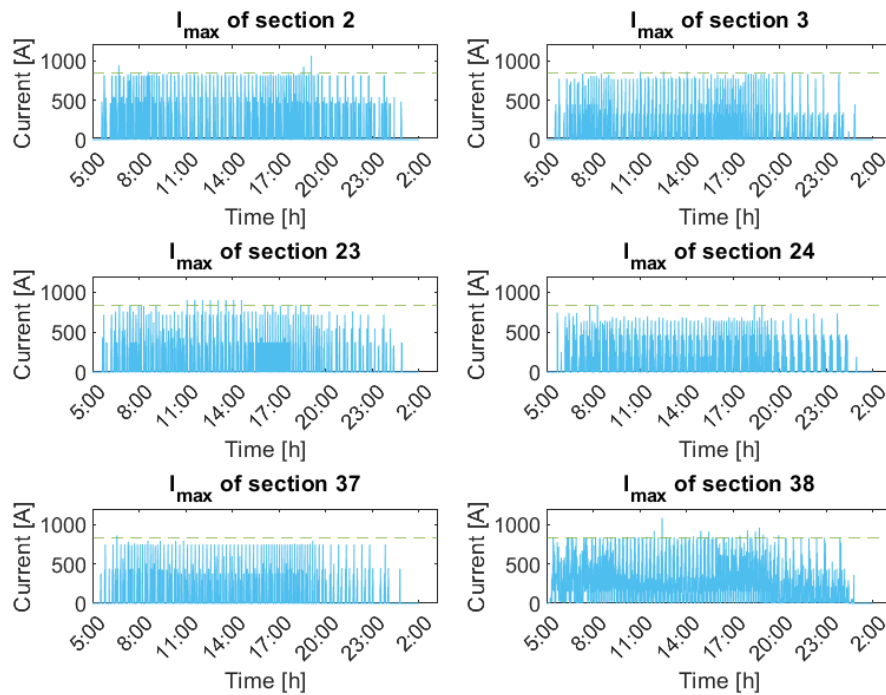 I_max of section 2
Current [A]
1000
500
0
5:00 8:00 11:00 14:00 17:00 20:00 23:00 2:00
Time [h]
I_max of section 3
Current [A]
1000
500
0
5:00 8:00 11:00 14:00 17:00 20:00 23:00 2:00
Time [h]
I_max of section 23
Current [A]
1000
500
0
5:00 8:00 11:00 14:00 17:00 20:00 23:00 2:00
Time [h]
I_max of section 24
Current [A]
1000
500
0
5:00 8:00 11:00 14:00 17:00 20:00 23:00 2:00
Time [h]
I_max of section 37
Current [A]
1000
500
0
5:00 8:00 11:00 14:00 17:00 20:00 23:00 2:00
Time [h]
I_max of section 38
Current [A]
1000
500
0
5:00 8:00 11:00 14:00 17:00 20:00 23:00 2:00
Time [h]